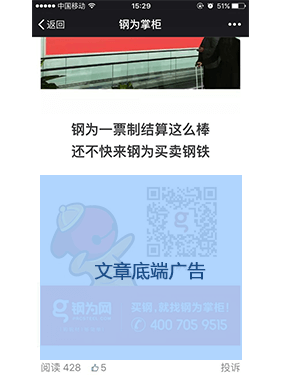 中国移动
15:29
51%
返回
钢为掌柜
钢为一票制结算这么棒
还不快来钢为买卖钢铁
文章底端广告
钢为网
买钢,就找钢为掌柜!
400 705 9515
阅读 428
5
投诉